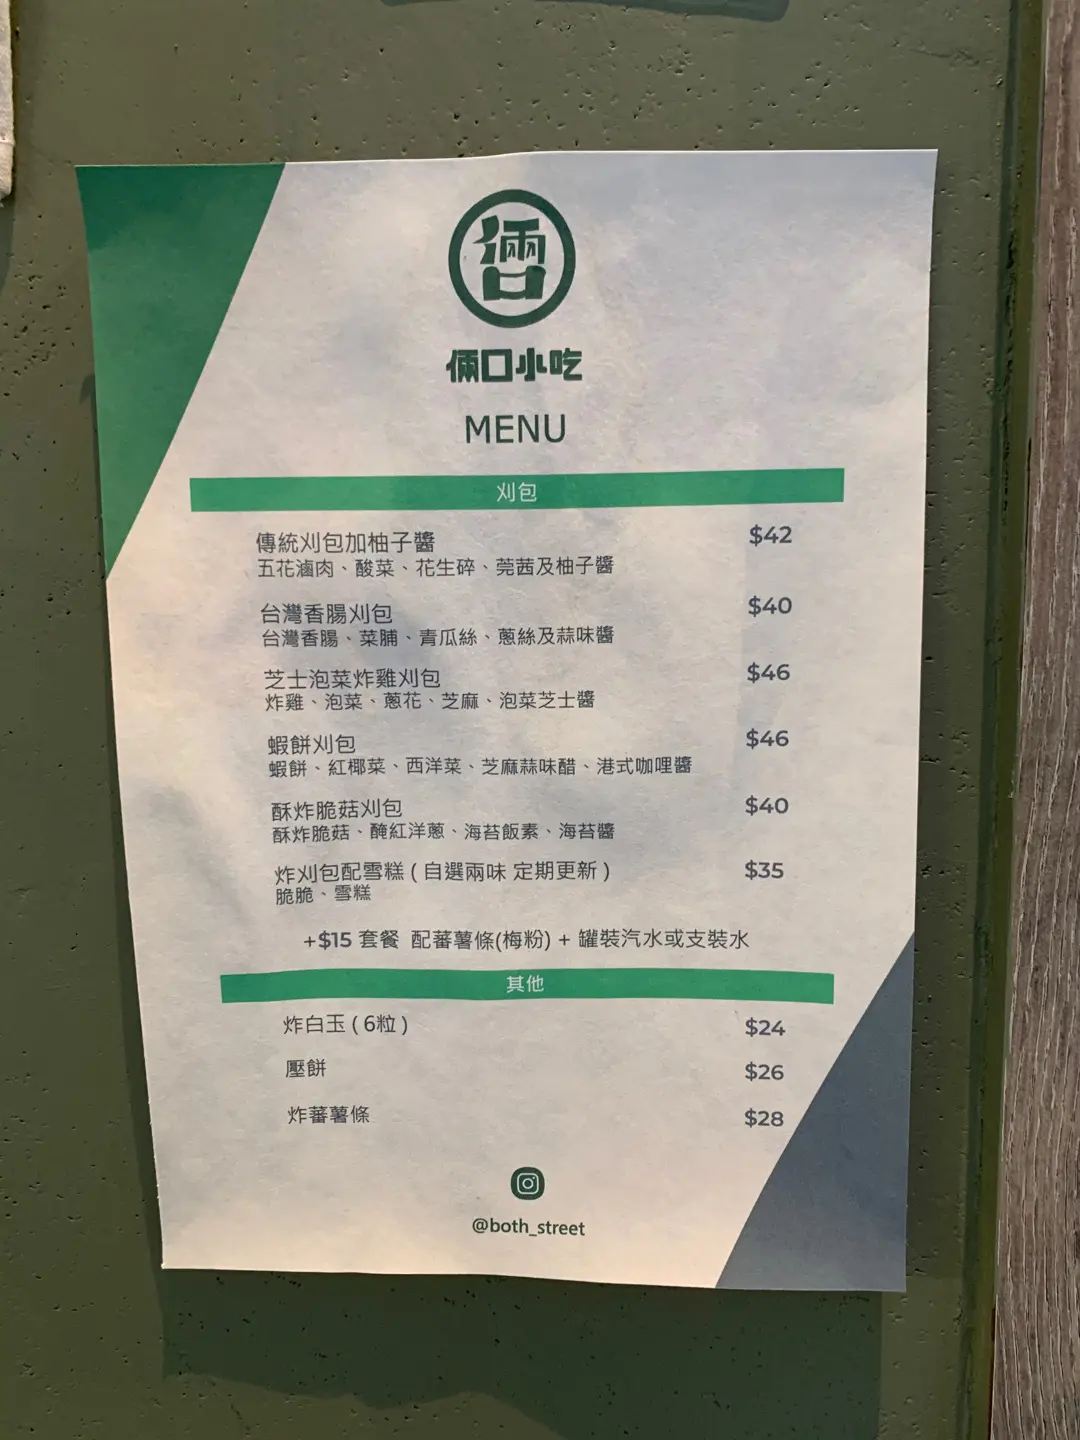 倆口
倆口小吃
MENU
刈包
傳統刈包加柚子醬 $42
五花滷肉、酸菜、花生碎、莞茜及柚子醬
台灣香腸刈包 $40
台灣香腸、菜脯、青瓜絲、蔥絲及蒜味醬
芝士泡菜炸雞刈包 $46
炸雞、泡菜、蔥花、芝麻、泡菜芝士醬
蝦餅刈包 $46
蝦餅、紅椰菜、西洋菜、芝麻蒜味醋、港式咖哩醬
酥炸脆菇刈包 $40
酥炸脆菇、醃紅洋蔥、海苔飯素、海苔醬
炸刈包配雪糕 ( 自選兩味 定期更新 ) $35
脆脆、雪糕
+$15 套餐 配蕃薯條(梅粉) + 罐裝汽水或支裝水
其他
炸白玉 ( 6粒 ) $24
壓餅 $26
炸蕃薯條 $28
@both_street